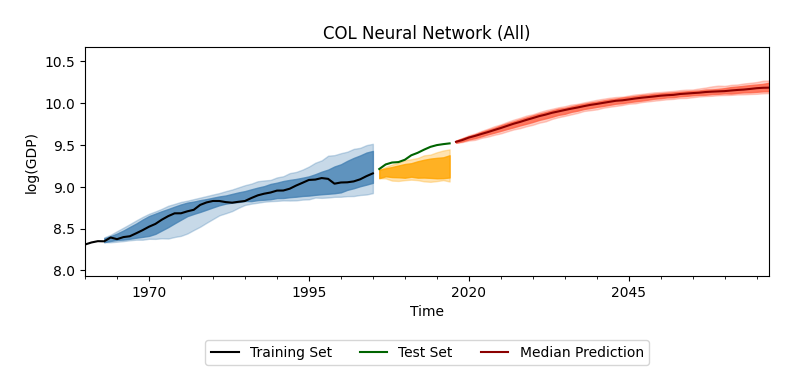 COL Neural Network (All)
10.5
10.0
9.5
9.0
8.5
8.0
log(GDP)
1970 1995 2020 2045
Time
Training Set Test Set Median Prediction